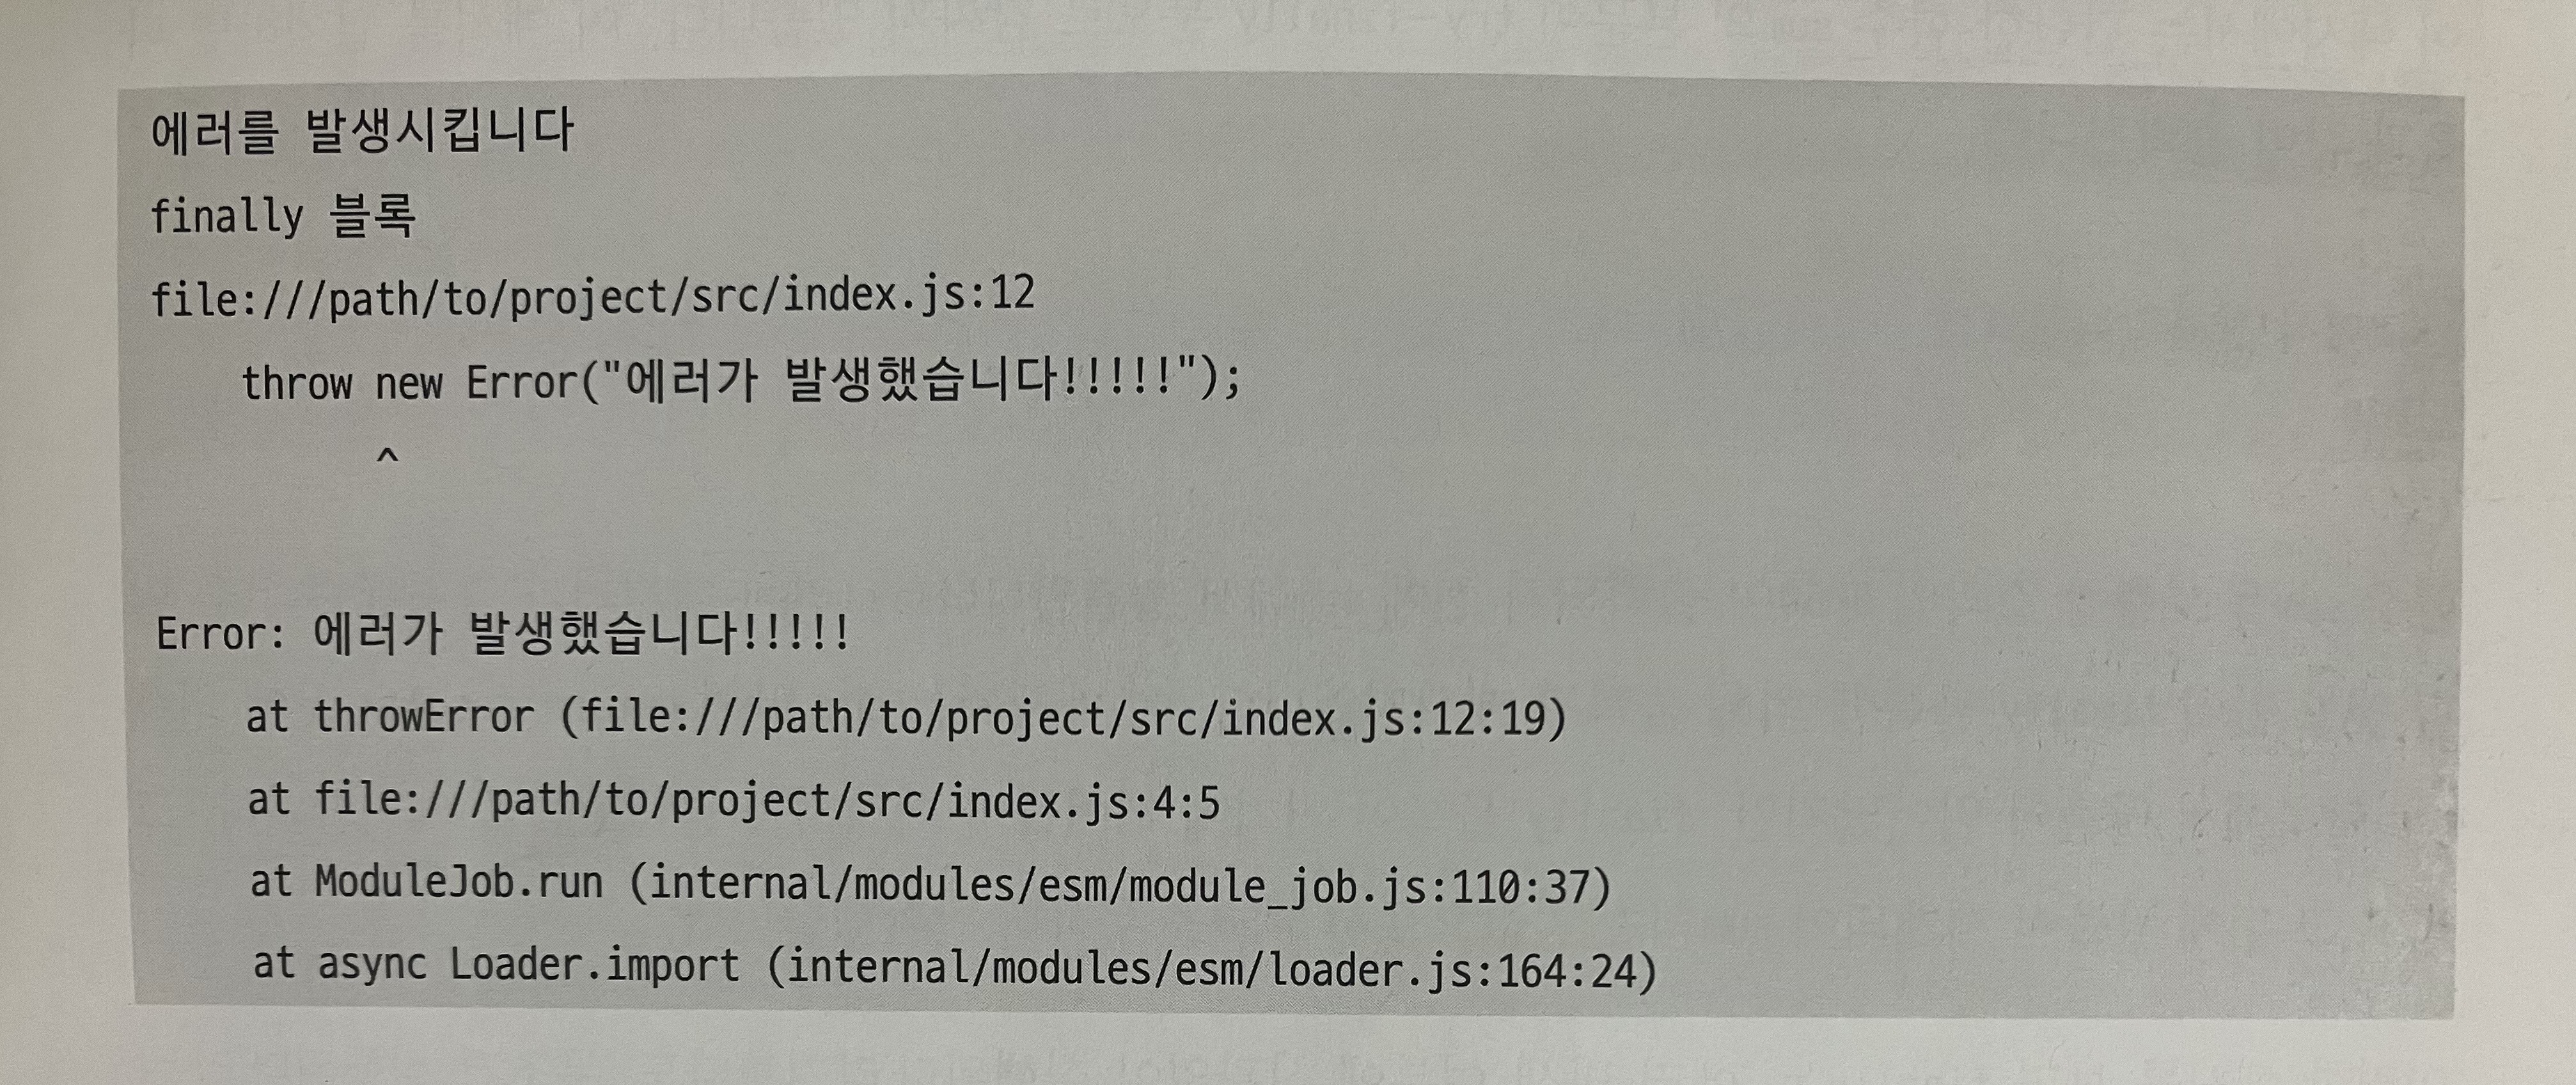 에러를 발생시킵니다
finally 블록
file:///path/to/project/src/index.js:12
    throw new Error("에러가 발생했습니다!!!!!");
          ^

Error: 에러가 발생했습니다!!!!!
    at throwError (file:///path/to/project/src/index.js:12:19)
    at file:///path/to/project/src/index.js:4:5
    at ModuleJob.run (internal/modules/esm/module_job.js:110:37)
    at async Loader.import (internal/modules/esm/loader.js:164:24)